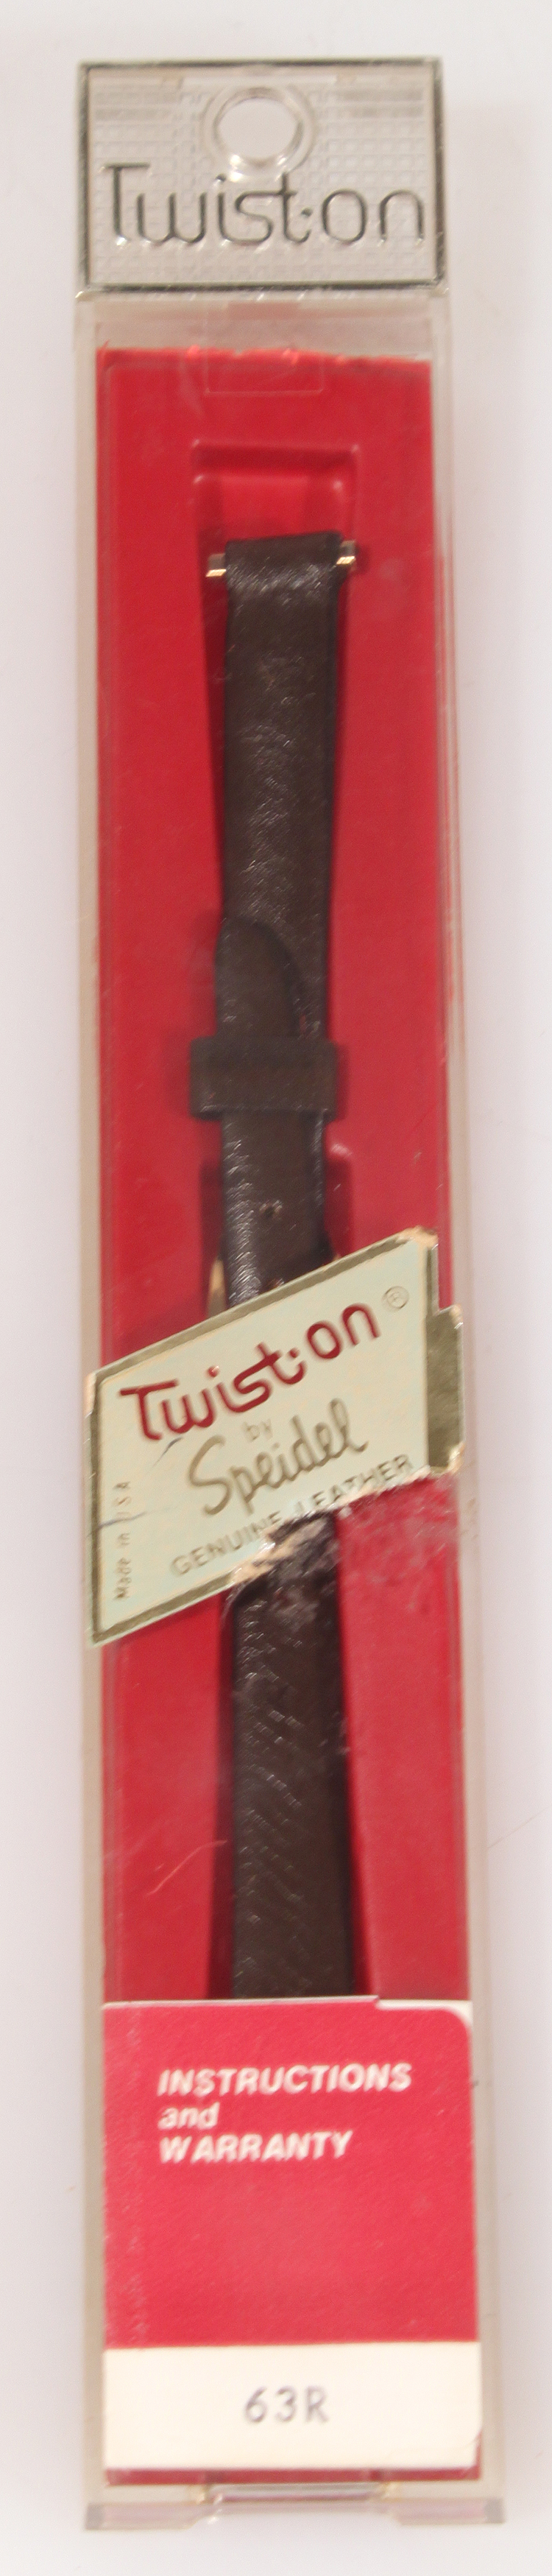 Twist·on
Twist·on ®
by
Speidel
GENUINE LEATHER
Made in USA
INSTRUCTIONS
and
WARRANTY
63R